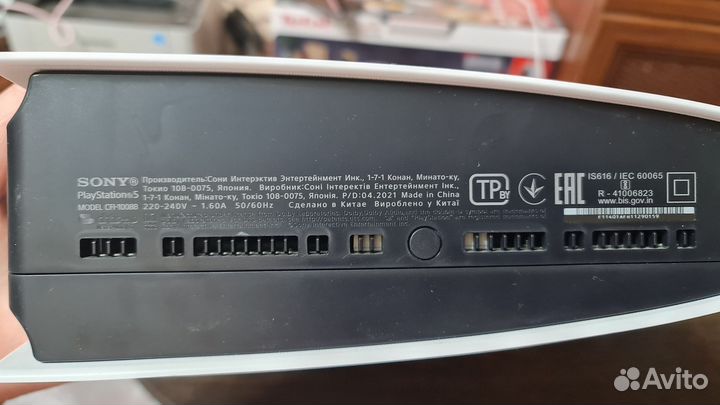 SONY
PlayStation®5
MODEL CFI-1008B
Производитель:Сони Интерэктив Энтертейнмент Инк., 1-7-1 Конан, Минато-ку,
Токио 108-0075, Япония. Виробник:Соні Інтеректів Ентертейнмент Інк.,
1-7-1 Конан, Мінато-ку, Токіо 108-0075, Японія. P/D:04.2021 Made in China
220-240V ⎓ 1.60A 50/60Hz Сделано в Китае Вироблено у Китаї
TP BY
EAC
IS616 / IEC 60065
R - 41006823
www.bis.gov.in
Avito